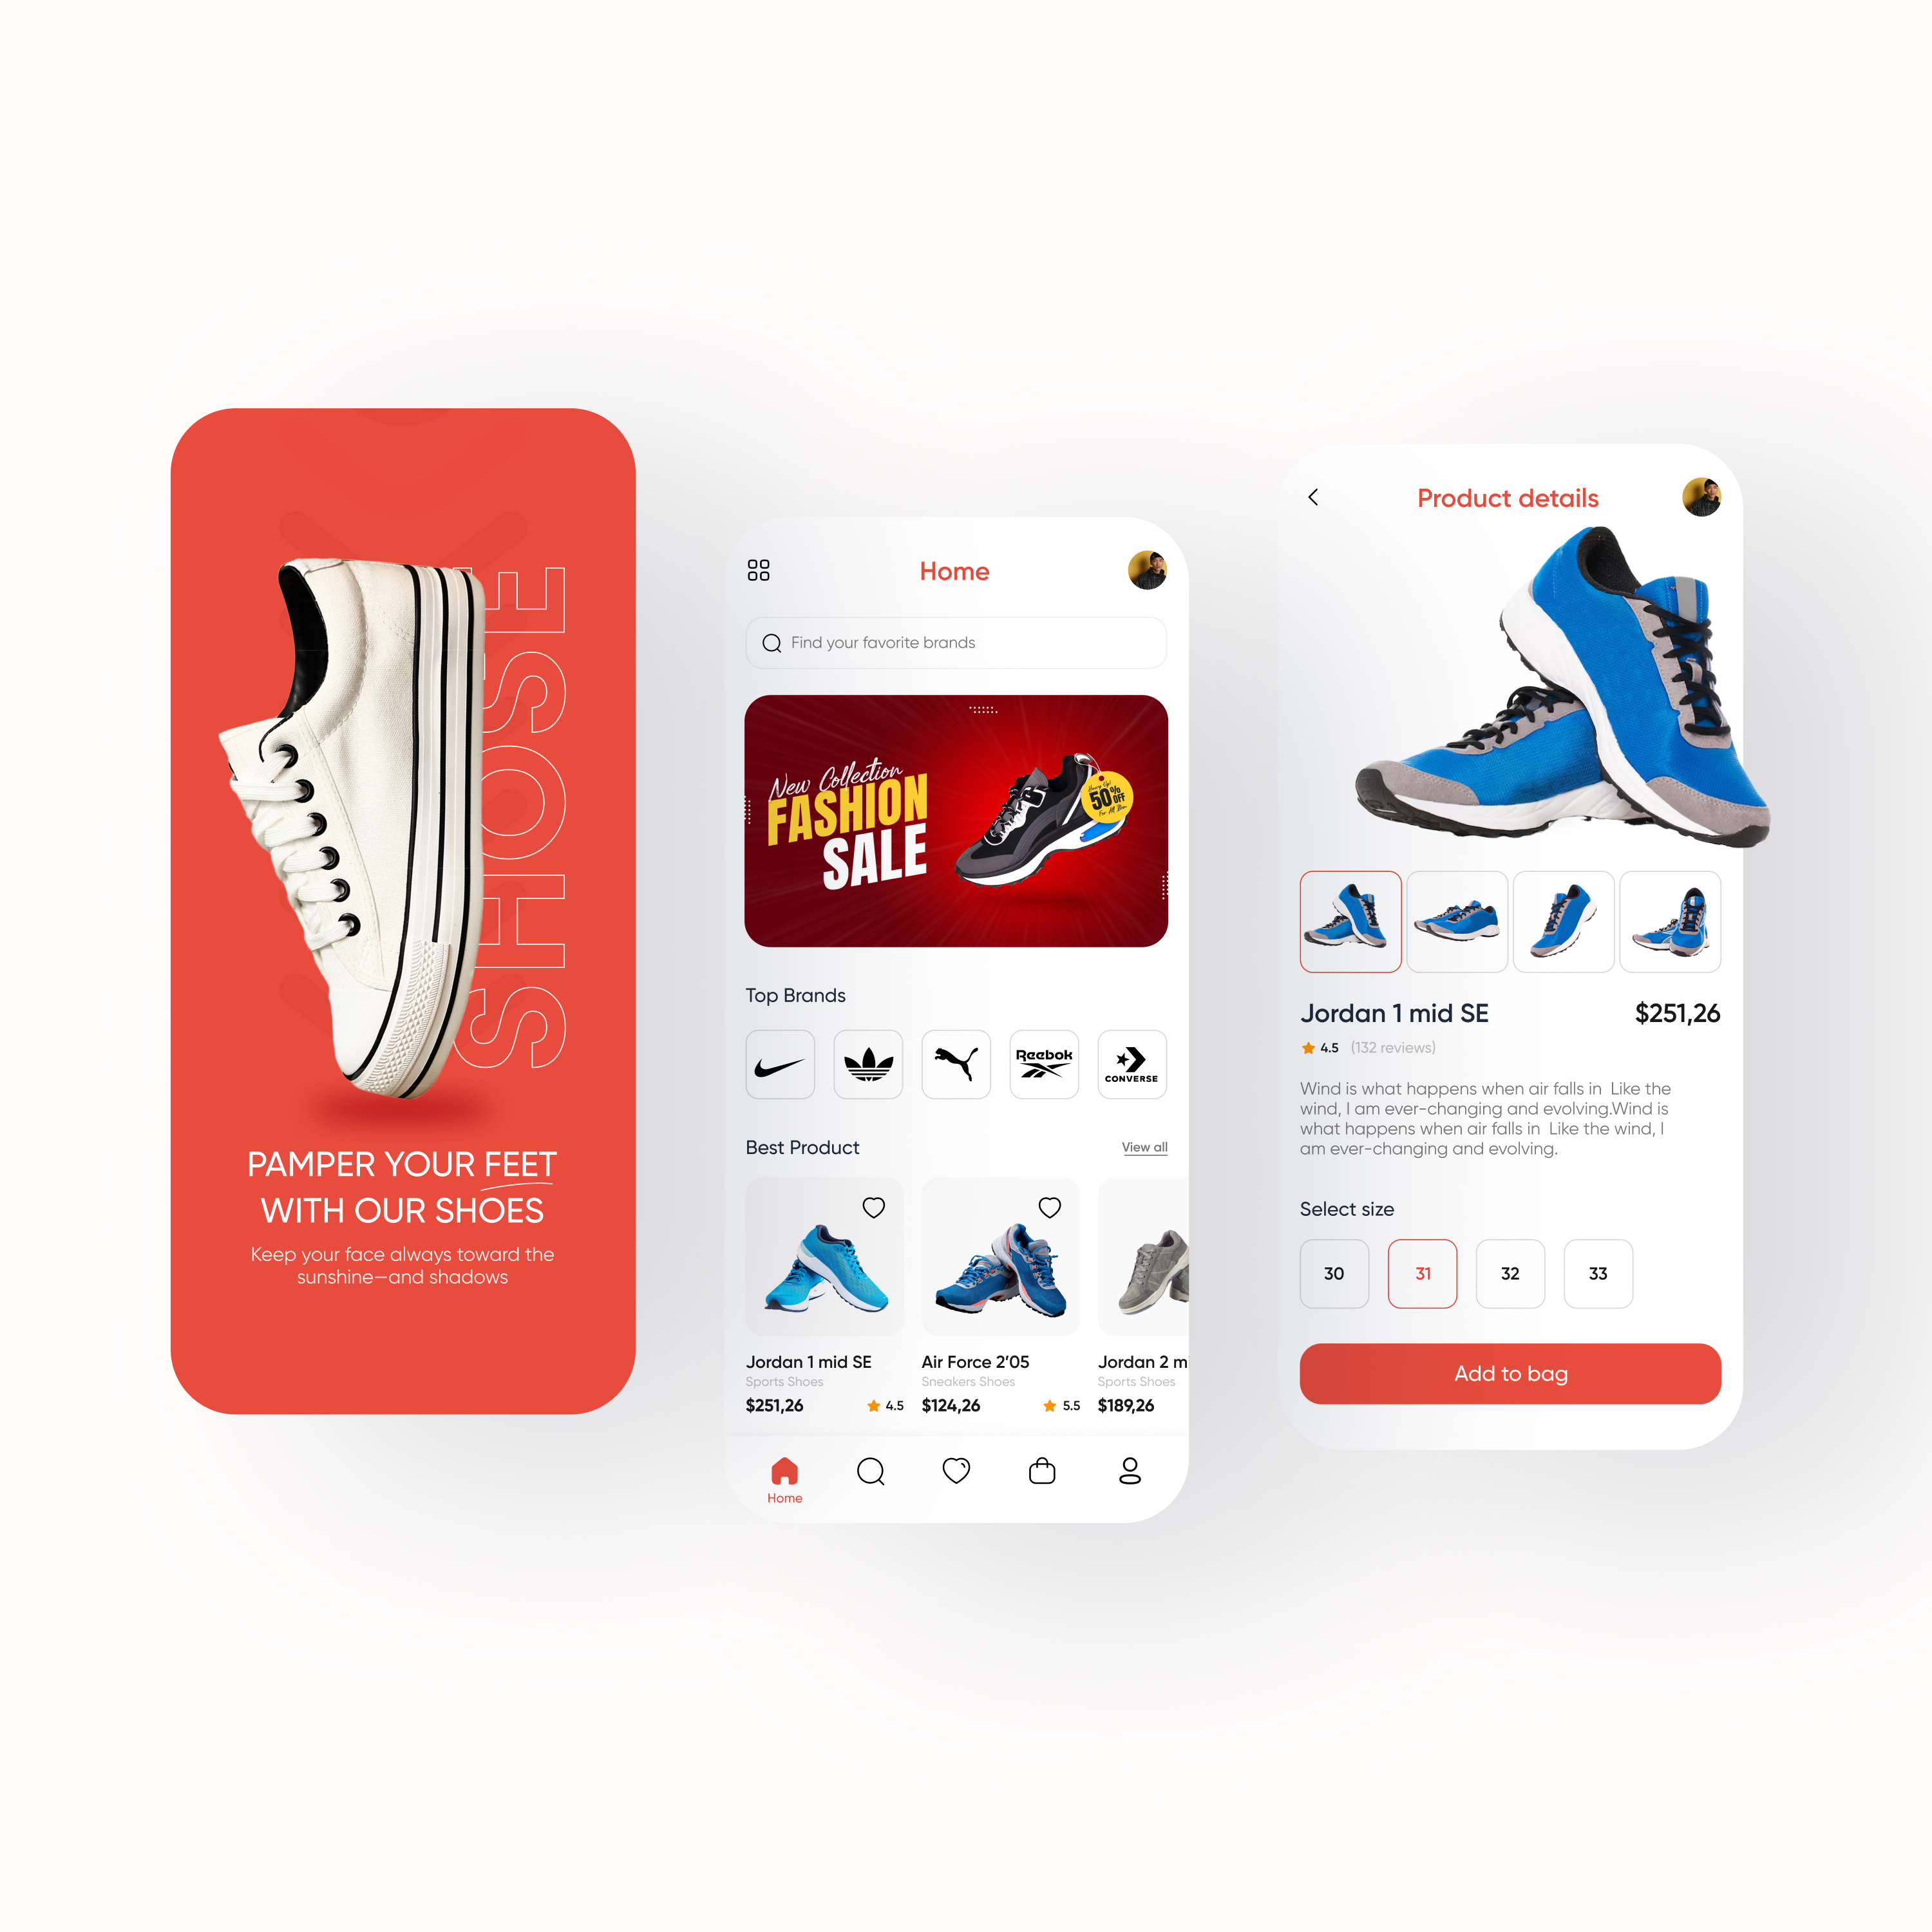 SHOSE
PAMPER YOUR FEET
WITH OUR SHOES
Keep your face always toward the
sunshine—and shadows
Home
Find your favorite brands
New Collection
FASHION
SALE
50% OFF
Top Brands
Reebok
CONVERSE
Best Product
View all
Jordan 1 mid SE
Sports Shoes
$251,26
4.5
Air Force 2'05
Sneakers Shoes
$124,26
5.5
Jordan 2 m
Sports Shoes
$189,26
Home
Product details
Jordan 1 mid SE
$251,26
4.5 (132 reviews)
Wind is what happens when air falls in Like the
wind, I am ever-changing and evolving.Wind is
what happens when air falls in Like the wind, I
am ever-changing and evolving.
Select size
30
31
32
33
Add to bag